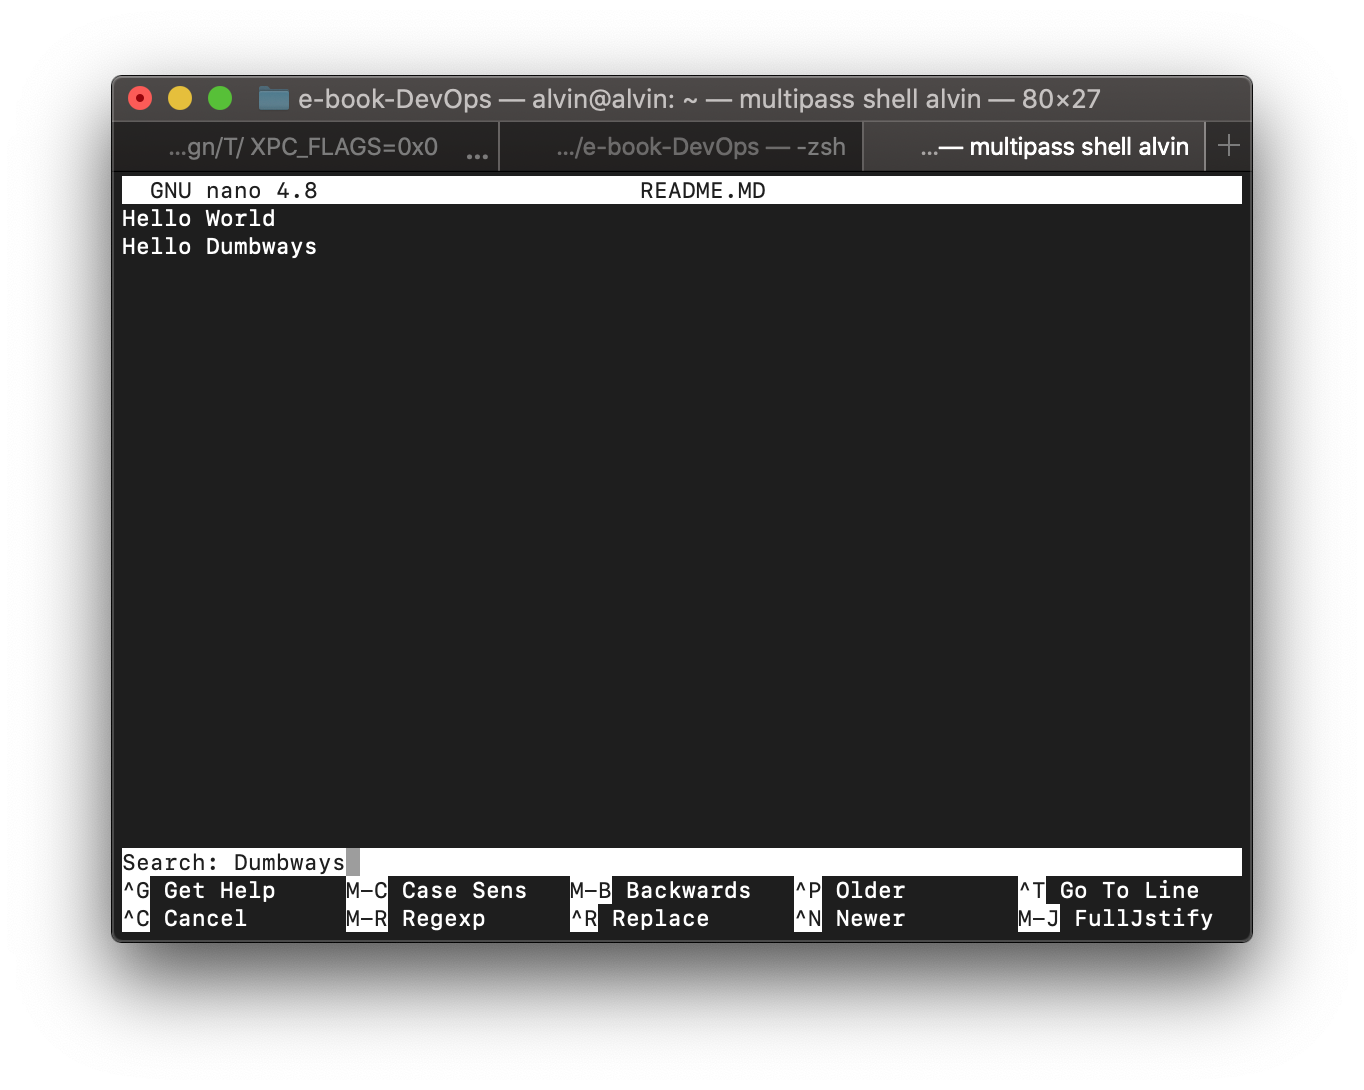 e-book-DevOps — alvin@alvin: ~ — multipass shell alvin — 80×27
...gn/T/ XPC_FLAGS=0x0 ... .../e-book-DevOps — -zsh ...— multipass shell alvin +
GNU nano 4.8 README.MD
Hello World
Hello Dumbways
Search: Dumbways
^G Get Help M-C Case Sens M-B Backwards ^P Older ^T Go To Line
^C Cancel M-R Regexp ^R Replace ^N Newer M-J FullJstify